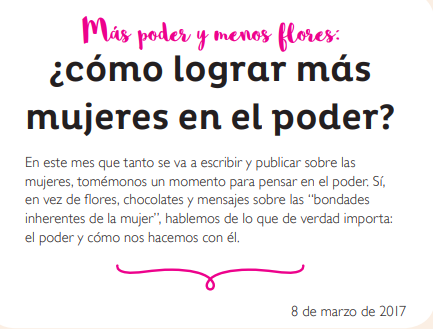 Más poder y menos flores:
¿cómo lograr más
mujeres en el poder?
En este mes que tanto se va a escribir y publicar sobre las
mujeres, tomémonos un momento para pensar en el poder. Sí,
en vez de flores, chocolates y mensajes sobre las “bondades
inherentes de la mujer”, hablemos de lo que de verdad importa:
el poder y cómo nos hacemos con él.
8 de marzo de 2017